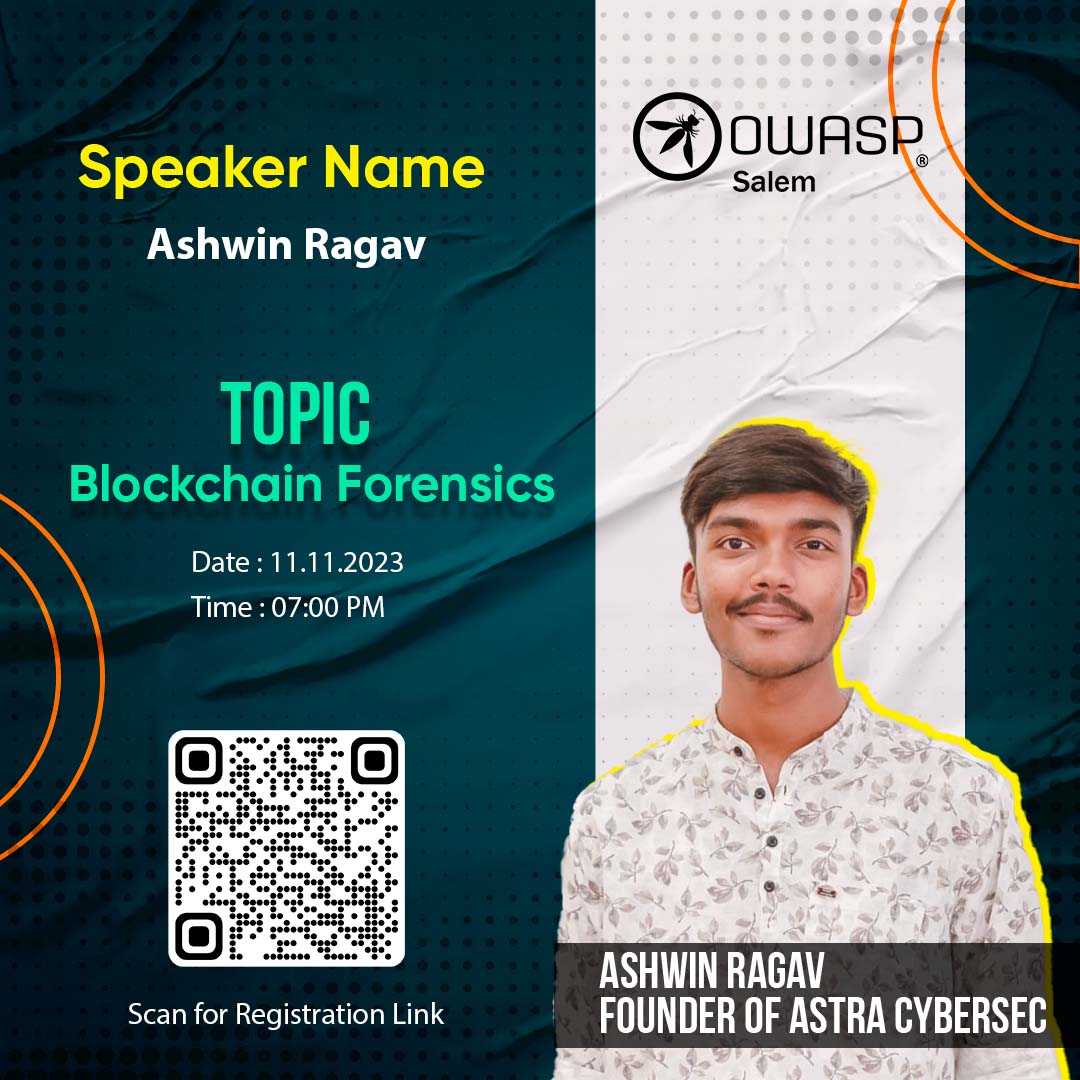 Speaker Name
Ashwin Ragav
OWASP®
Salem
TOPIC
Blockchain Forensics
Date : 11.11.2023
Time : 07:00 PM
Scan for Registration Link
ASHWIN RAGAV
FOUNDER OF ASTRA CYBERSEC